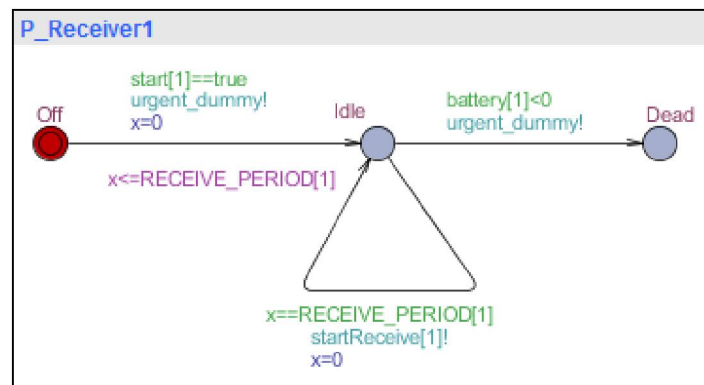 P_Receiver1
start[1]==true
urgent_dummy!
x=0
Off
Idle
battery[1]<0
urgent_dummy!
Dead
x<=RECEIVE_PERIOD[1]
x==RECEIVE_PERIOD[1]
startReceive[1]!
x=0